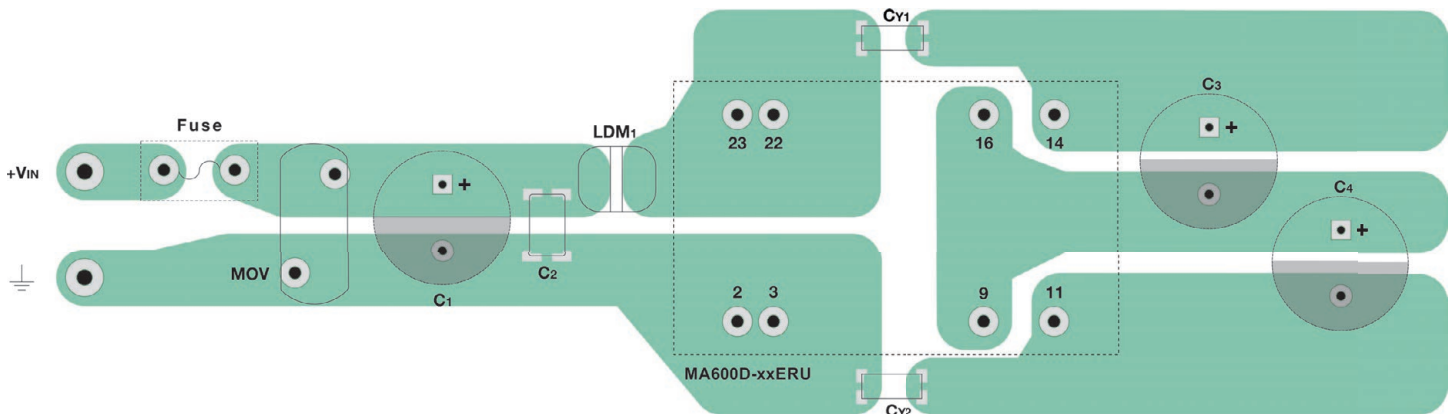 CY1
C3
Fuse
LDM1
+
23 22
16 14
+VIN
+
C4
+
MOV
C2
C1
2 3
9 11
MA600D-xxERU
CY2